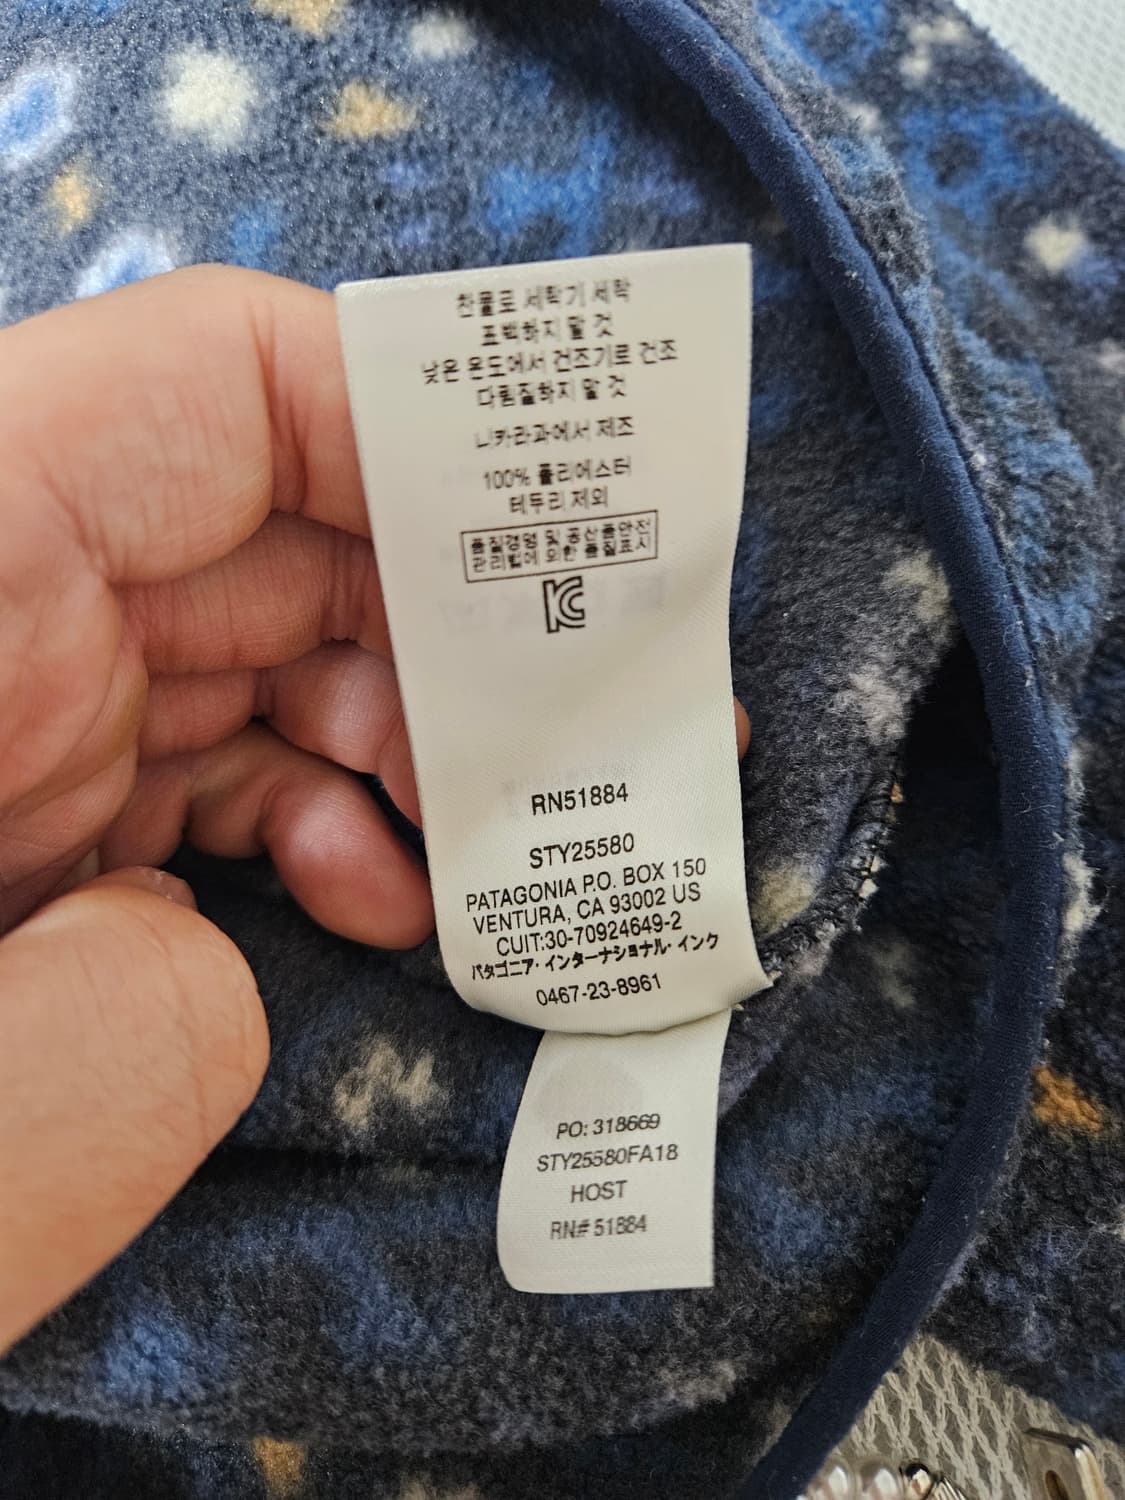 찬물로 세탁기 세탁
표백하지 말 것
낮은 온도에서 건조기로 건조
다림질하지 말 것
니카라과에서 제조
100% 폴리에스터
테두리 제외
품질경영 및 공산품안전
관리법에 의한 품질표시
RN51884
STY25580
PATAGONIA P.O. BOX 150
VENTURA, CA 93002 US
CUIT:30-70924649-2
パタゴニア・インターナショナル・インク
0467-23-8961
PO: 318669
STY25580FA18
HOST
RN# 51884